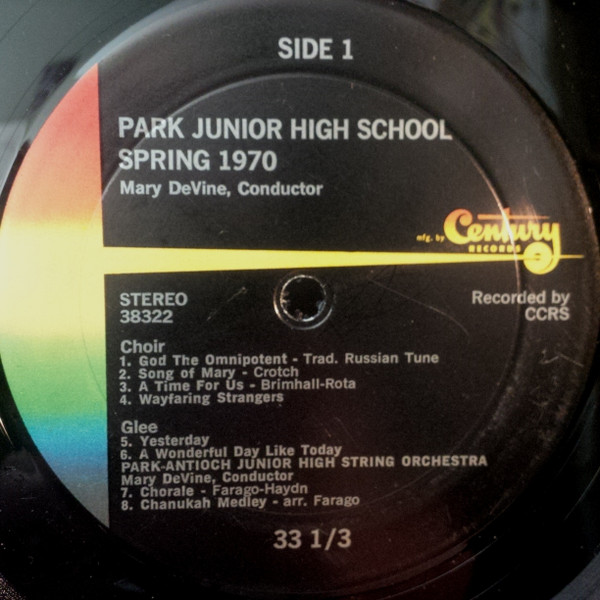 SIDE 1
PARK JUNIOR HIGH SCHOOL
SPRING 1970
Mary DeVine, Conductor
mfg. by Century
RECORDS
STEREO
38322
Recorded by
CCRS
Choir
1. God The Omnipotent - Trad. Russian Tune
2. Song of Mary - Crotch
3. A Time For Us - Brimhall-Rota
4. Wayfaring Strangers
Glee
5. Yesterday
6. A Wonderful Day Like Today
PARK-ANTIOCH JUNIOR HIGH STRING ORCHESTRA
Mary DeVine, Conductor
7. Chorale - Farago-Haydn
8. Chanukah Medley - arr. Farago
33 1/3